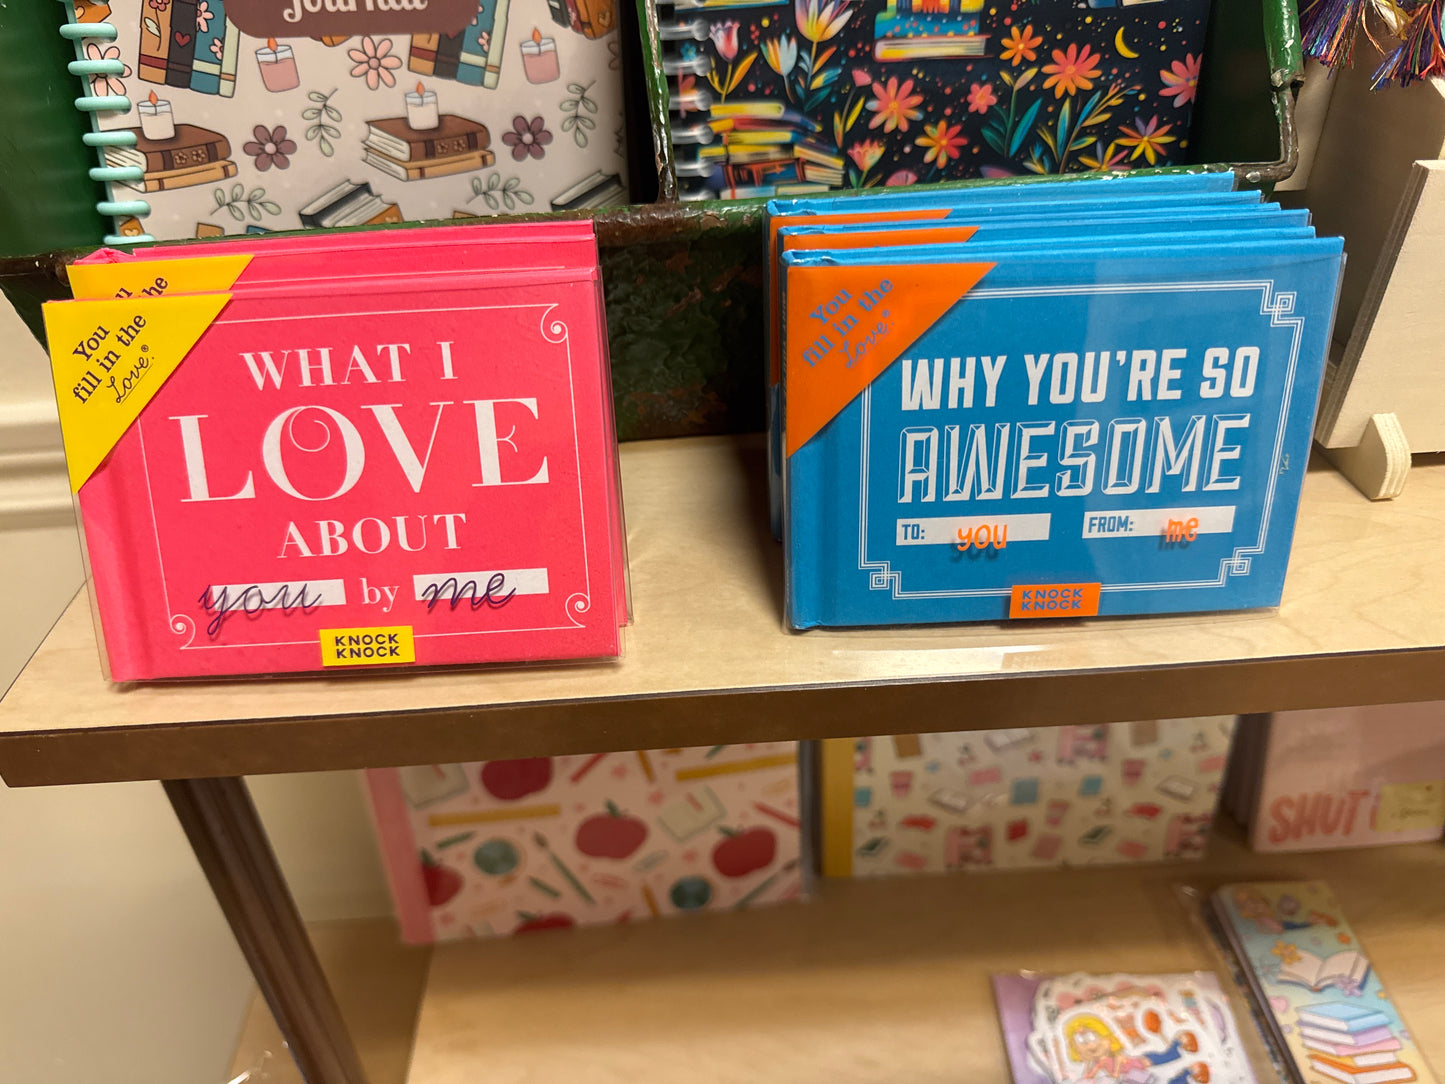 Journal
You
fill in the
Love.®
WHAT I
LOVE
ABOUT
you by me
KNOCK
KNOCK
You
fill in the
Love.®
WHY YOU'RE SO
AWESOME
TO: you FROM: me
KNOCK
KNOCK
SHUT